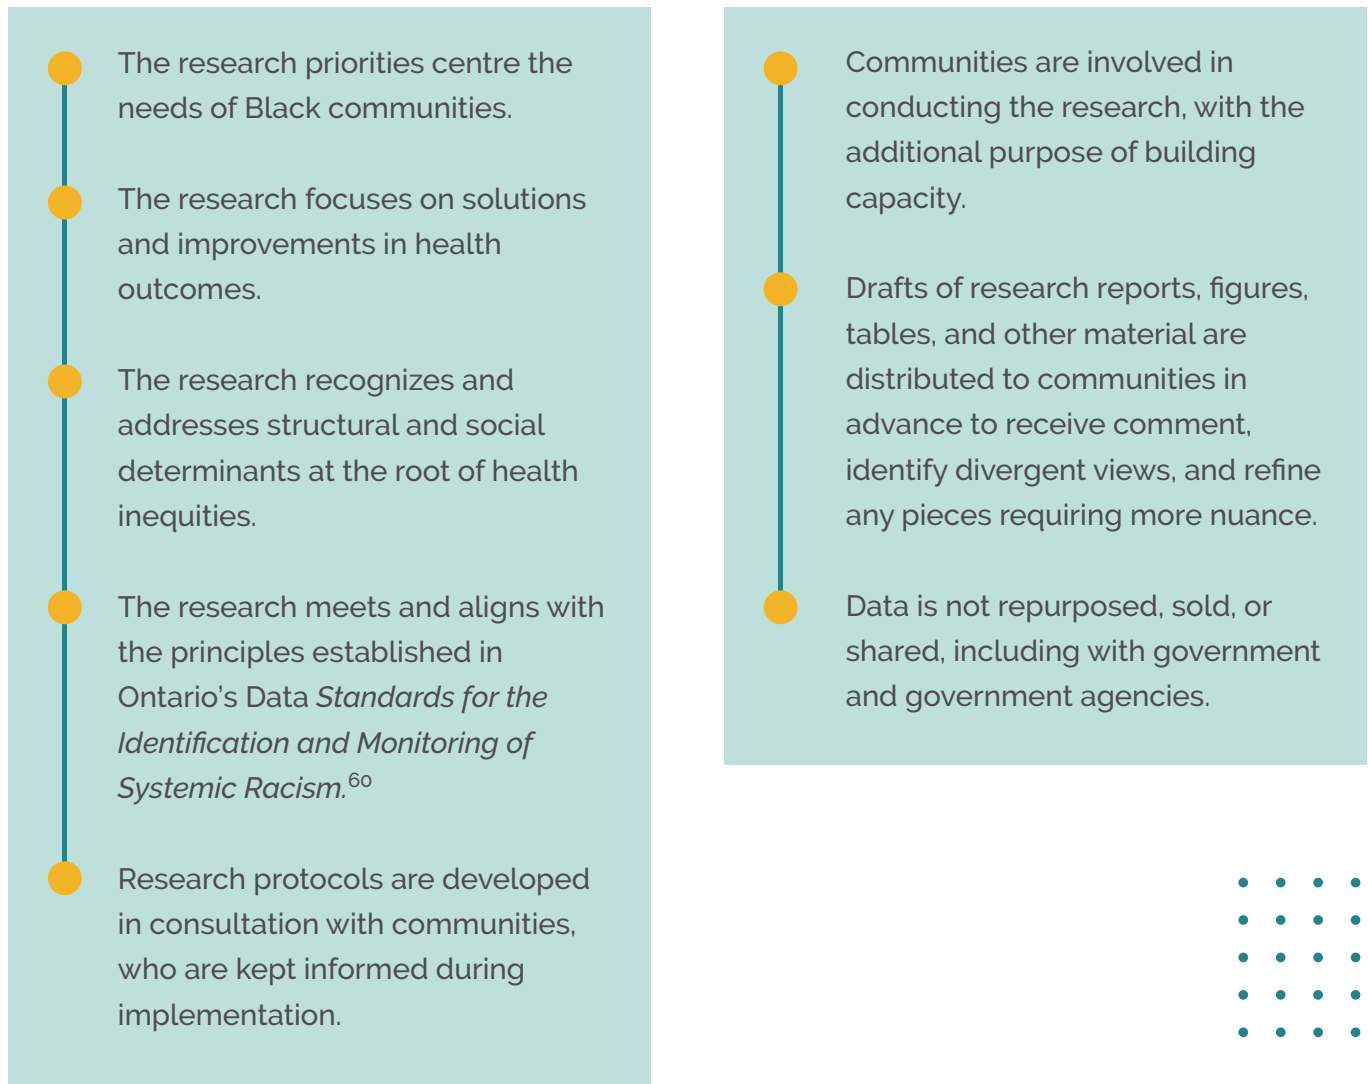 The research priorities centre the
needs of Black communities.
The research focuses on solutions
and improvements in health
outcomes.
The research recognizes and
addresses structural and social
determinants at the root of health
inequities.
The research meets and aligns with
the principles established in
Ontario’s Data Standards for the
Identification and Monitoring of
Systemic Racism.60
Research protocols are developed
in consultation with communities,
who are kept informed during
implementation.
Communities are involved in
conducting the research, with the
additional purpose of building
capacity.
Drafts of research reports, figures,
tables, and other material are
distributed to communities in
advance to receive comment,
identify divergent views, and refine
any pieces requiring more nuance.
Data is not repurposed, sold, or
shared, including with government
and government agencies.